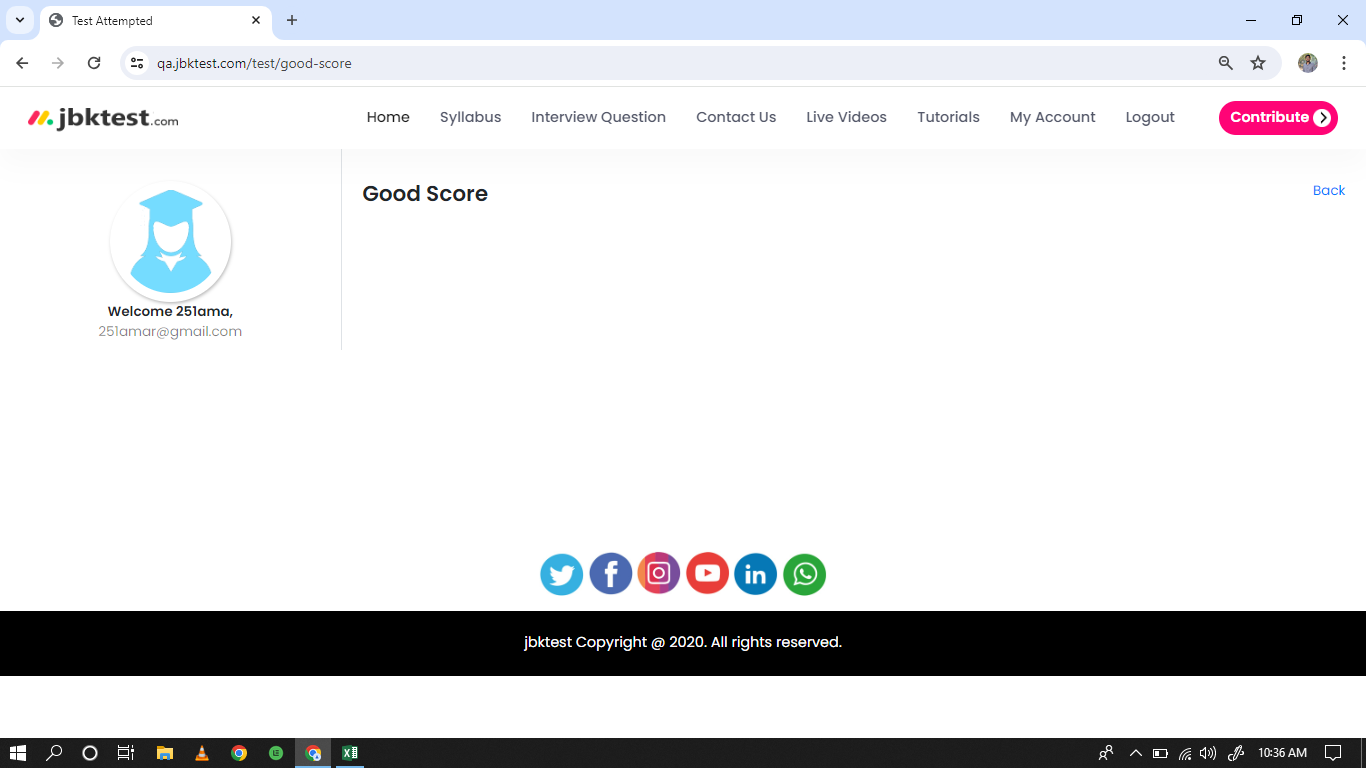 Test Attempted
qa.jbktest.com/test/good-score
jbktest.com
Home Syllabus Interview Question Contact Us Live Videos Tutorials My Account Logout Contribute
Good Score
Back
Welcome 251ama,
251amar@gmail.com
jbktest Copyright @ 2020. All rights reserved.
10:36 AM